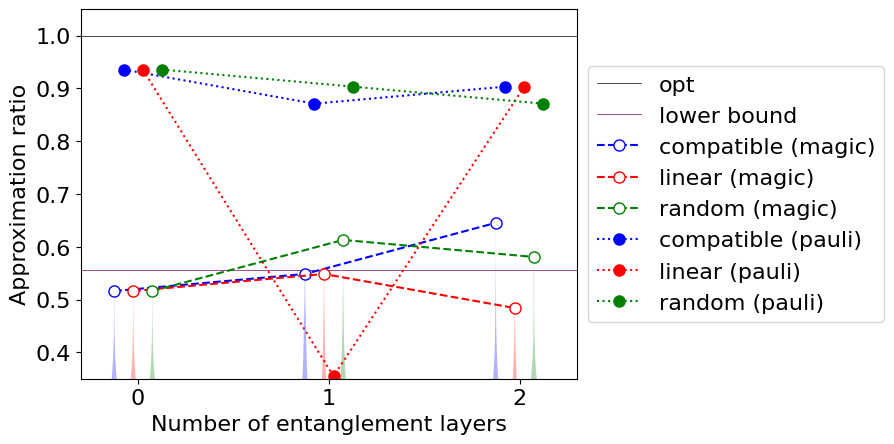 1.0
0.9
0.8
0.7
0.6
0.5
0.4
Approximation ratio
0 1 2
Number of entanglement layers
opt
lower bound
compatible (magic)
linear (magic)
random (magic)
compatible (pauli)
linear (pauli)
random (pauli)